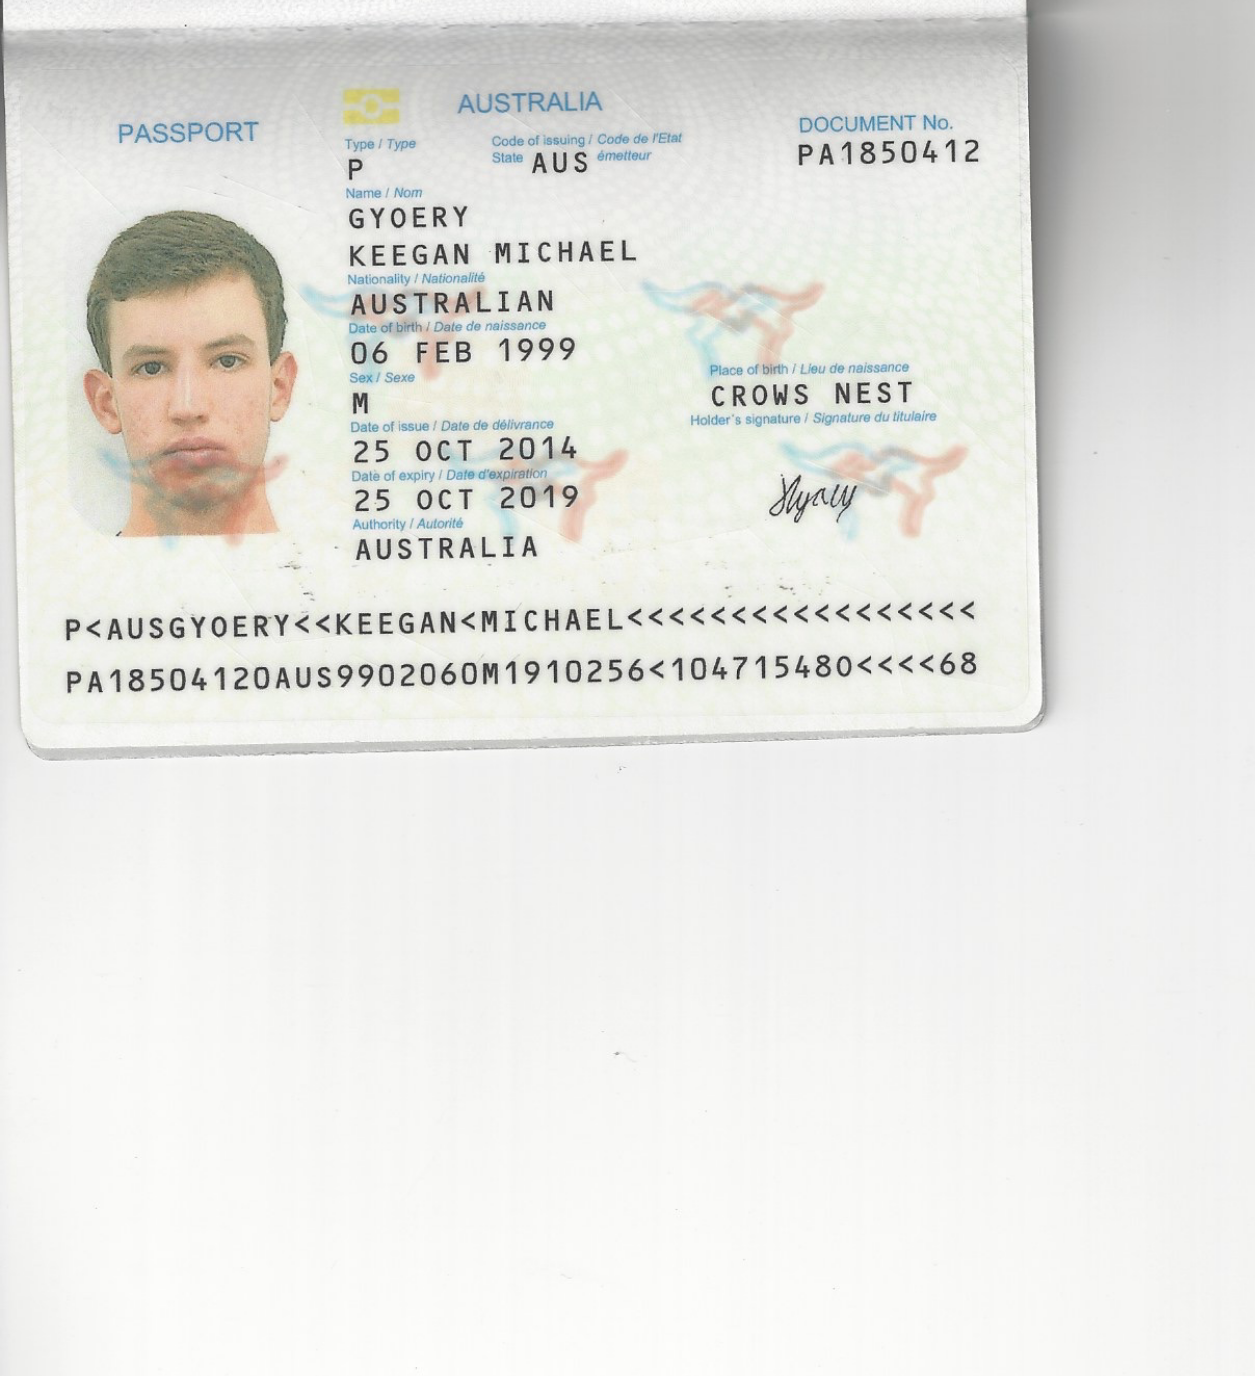 AUSTRALIA
PASSPORT
DOCUMENT No.
Type / Type
Code of issuing / Code de l'Etat
State AUS émetteur
P
PA1850412
Name / Nom
GYOERY
KEEGAN MICHAEL
Nationality / Nationalité
AUSTRALIAN
Date of birth / Date de naissance
06 FEB 1999
Sex / Sexe
M
Place of birth / Lieu de naissance
CROWS NEST
Date of issue / Date de délivrance
25 OCT 2014
Holder's signature / Signature du titulaire
Date of expiry / Date d'expiration
25 OCT 2019
Authority / Autorité
AUSTRALIA
P<AUSGYOERY<<KEEGAN<MICHAEL<<<<<<<<<<<<<<<<<
PA18504120AUS9902060M1910256<104715480<<<<68